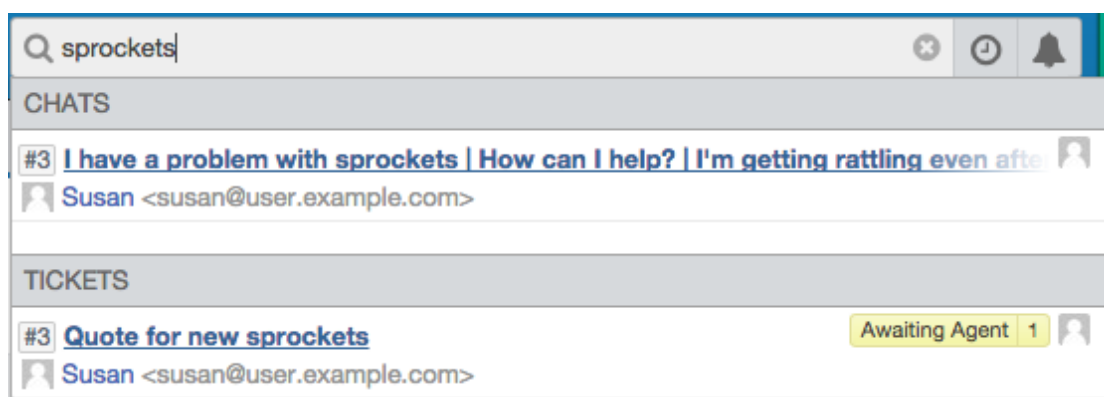 sprockets
CHATS
#3 I have a problem with sprockets | How can I help? | I'm getting rattling even afte
Susan <susan@user.example.com>
TICKETS
#3 Quote for new sprockets Awaiting Agent 1
Susan <susan@user.example.com>